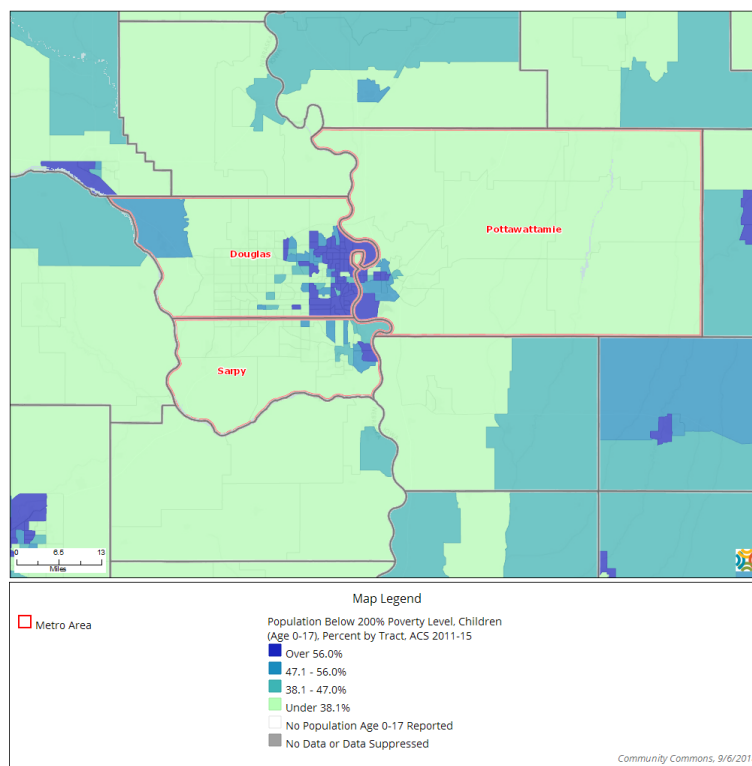 Pottawattamie
Douglas
Sarpy
0 6.5 13
Miles
Map Legend
Metro Area
Population Below 200% Poverty Level, Children
(Age 0-17), Percent by Tract, ACS 2011-15
Over 56.0%
47.1 - 56.0%
38.1 - 47.0%
Under 38.1%
No Population Age 0-17 Reported
No Data or Data Suppressed
Community Commons, 9/6/201